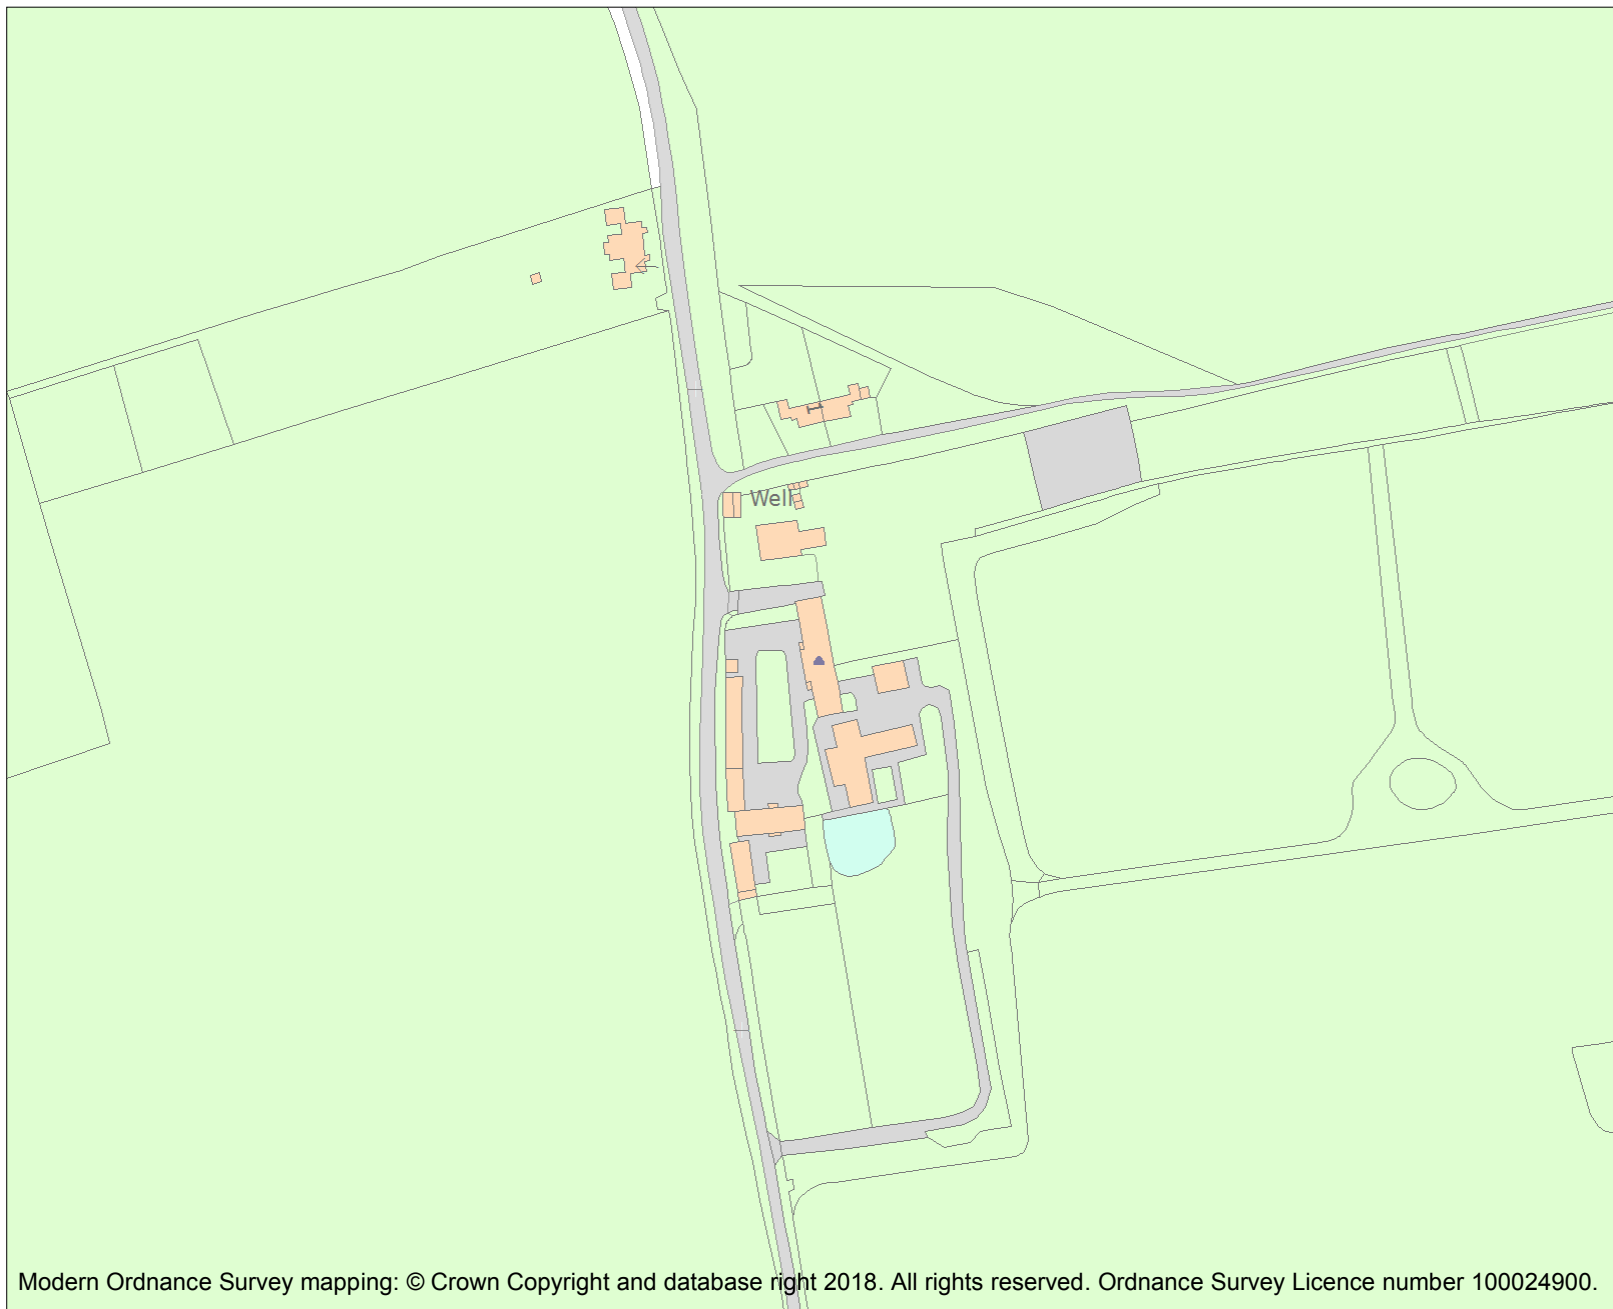 1
Well
Modern Ordnance Survey mapping: © Crown Copyright and database right 2018. All rights reserved. Ordnance Survey Licence number 100024900.